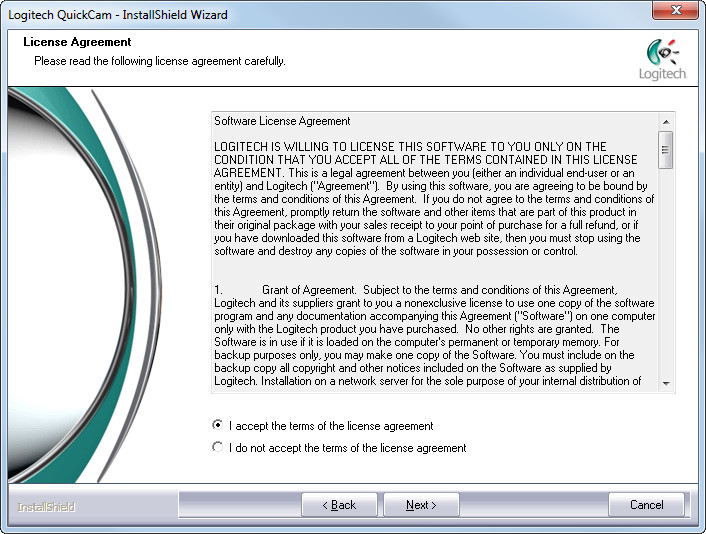 Logitech QuickCam - InstallShield Wizard
License Agreement
Please read the following license agreement carefully.
Logitech
Software License Agreement
LOGITECH IS WILLING TO LICENSE THIS SOFTWARE TO YOU ONLY ON THE
CONDITION THAT YOU ACCEPT ALL OF THE TERMS CONTAINED IN THIS LICENSE
AGREEMENT. This is a legal agreement between you (either an individual end-user or an
entity) and Logitech ("Agreement"). By using this software, you are agreeing to be bound by
the terms and conditions of this Agreement. If you do not agree to the terms and conditions of
this Agreement, promptly return the software and other items that are part of this product in
their original package with your sales receipt to your point of purchase for a full refund, or if
you have downloaded this software from a Logitech web site, then you must stop using the
software and destroy any copies of the software in your possession or control.
1. Grant of Agreement. Subject to the terms and conditions of this Agreement,
Logitech and its suppliers grant to you a nonexclusive license to use one copy of the software
program and any documentation accompanying this Agreement ("Software") on one computer
only with the Logitech product you have purchased. No other rights are granted. The
Software is in use if it is loaded on the computer's permanent or temporary memory. For
backup purposes only, you may make one copy of the Software. You must include on the
backup copy all copyright and other notices included on the Software as supplied by
Logitech. Installation on a network server for the sole purpose of your internal distribution of
I accept the terms of the license agreement
I do not accept the terms of the license agreement
InstallShield
< Back
Next >
Cancel